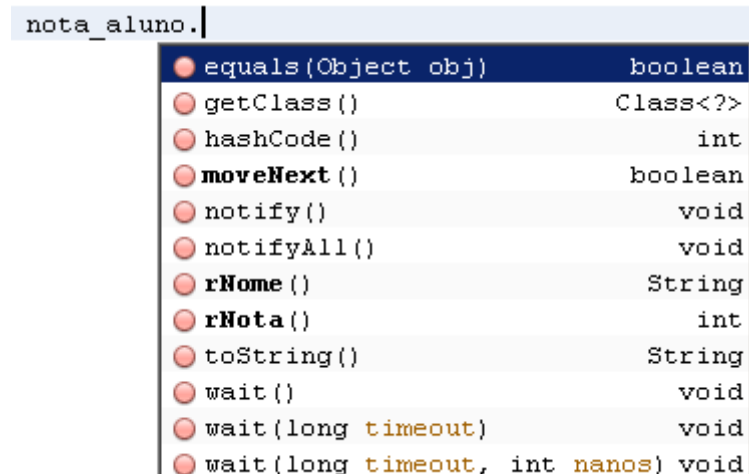 nota_aluno.
equals(Object obj) boolean
getClass() Class<?>
hashCode() int
moveNext() boolean
notify() void
notifyAll() void
rNome() String
rNota() int
toString() String
wait() void
wait(long timeout) void
wait(long timeout, int nanos) void